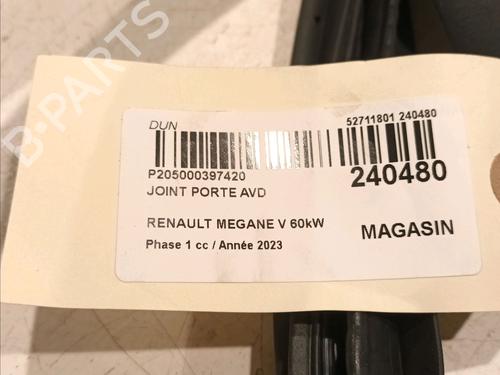 DUN
52711801 240480
P205000397420
240480
JOINT PORTE AVD
RENAULT MEGANE V 60kW
MAGASIN
Phase 1 cc / Année 2023
B-PARTS